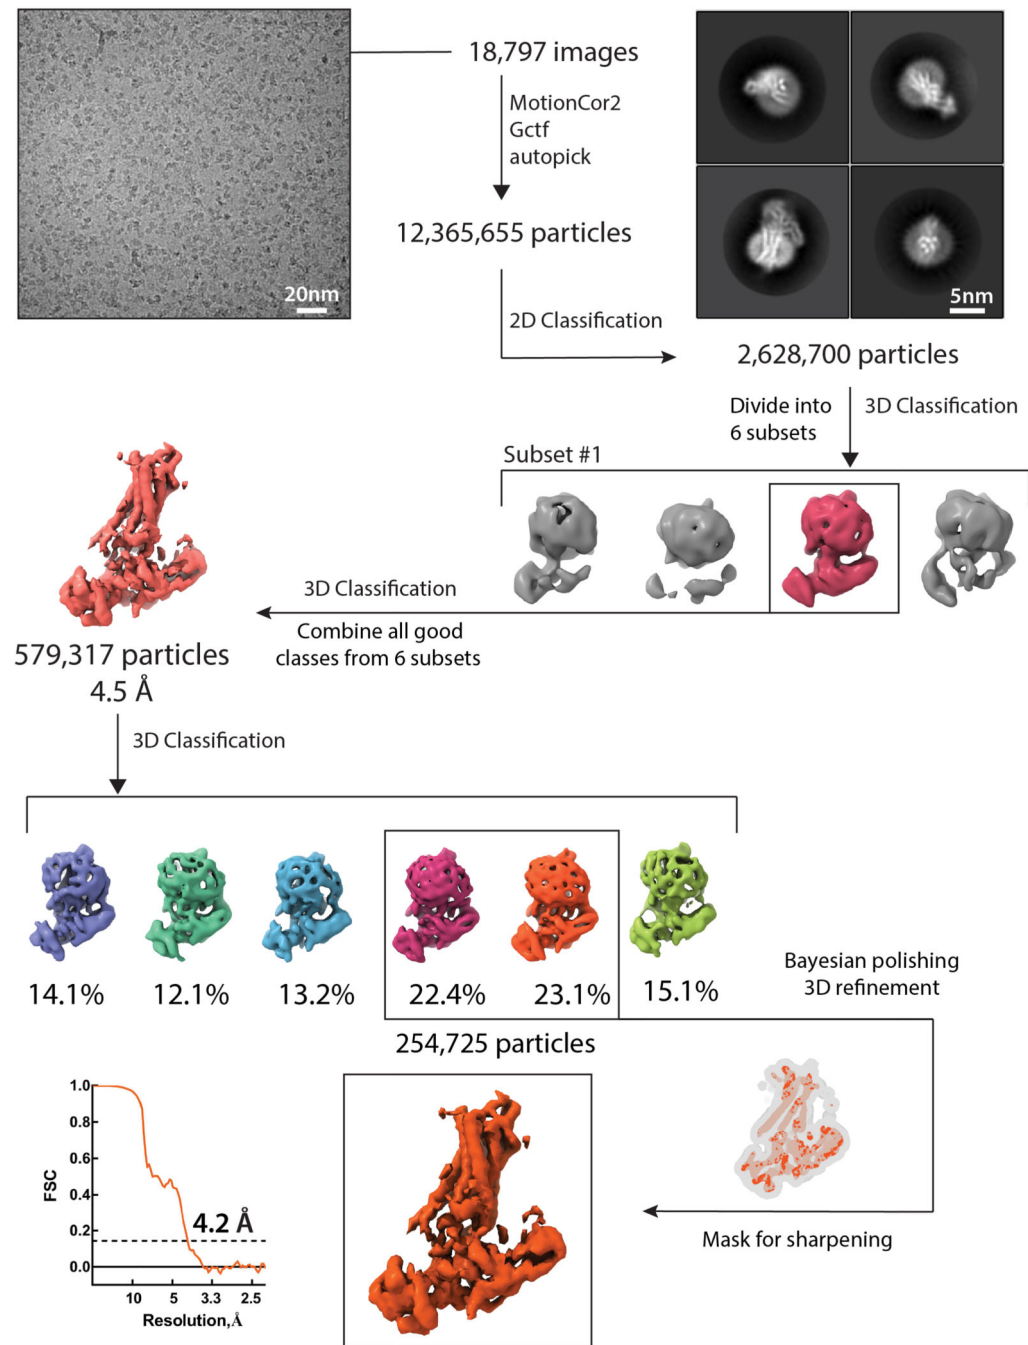 18,797 images
MotionCor2
Gctf
autopick
20nm
12,365,655 particles
5nm
2D Classification
2,628,700 particles
Divide into
6 subsets
3D Classification
Subset #1
3D Classification
Combine all good
classes from 6 subsets
579,317 particles
4.5 Å
3D Classification
14.1%
12.1%
13.2%
22.4%
23.1%
15.1%
Bayesian polishing
3D refinement
254,725 particles
Mask for sharpening
FSC
1.0
0.8
0.6
0.4
0.2
0.0
4.2 Å
10
5
3.3
2.5
Resolution,Å